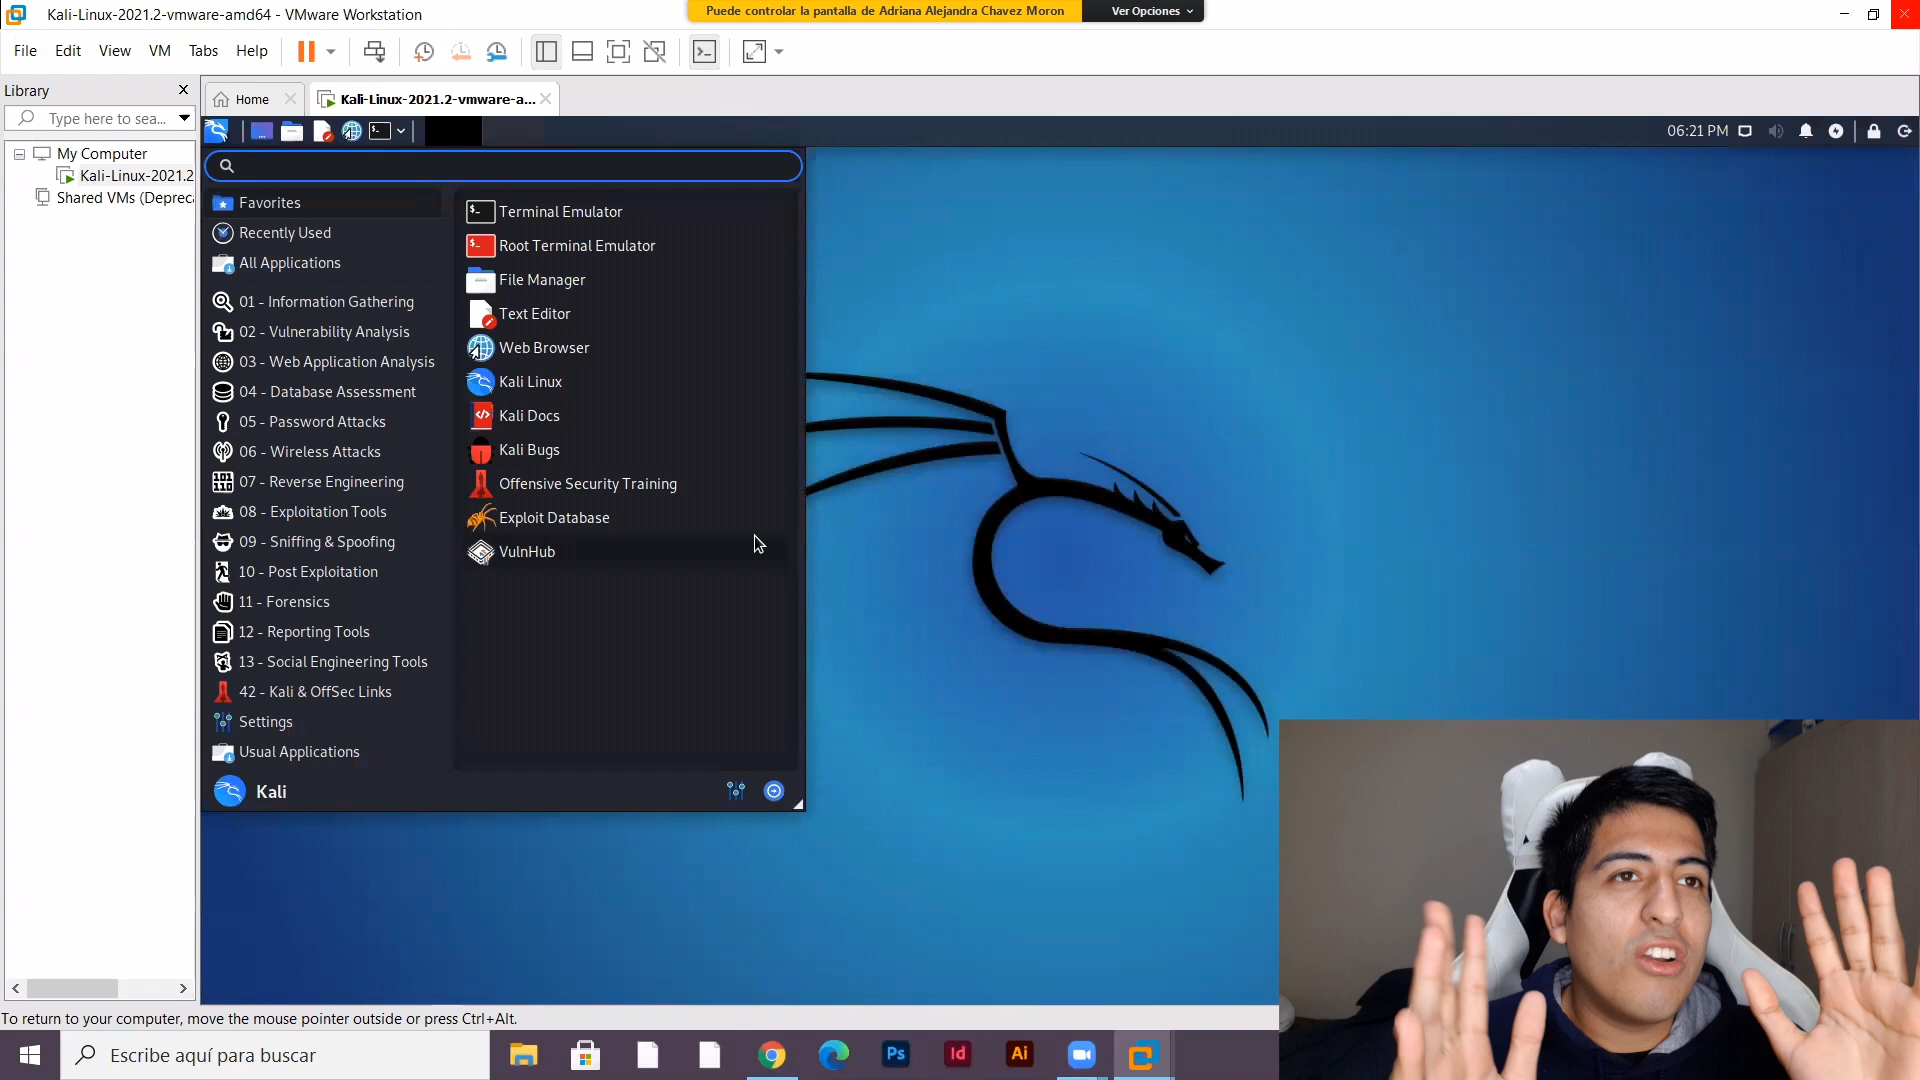 Kali-Linux-2021.2-vmware-amd64 - VMware Workstation
Puede controlar la pantalla de Adriana Alejandra Chavez Moron
Ver Opciones
File Edit View VM Tabs Help
Library
Home
Kali-Linux-2021.2-vmware-a...
Type here to sea...
06:21 PM
My Computer
Kali-Linux-2021.2
Shared VMs (Depreca
Favorites
Recently Used
All Applications
01 - Information Gathering
02 - Vulnerability Analysis
03 - Web Application Analysis
04 - Database Assessment
05 - Password Attacks
06 - Wireless Attacks
07 - Reverse Engineering
08 - Exploitation Tools
09 - Sniffing & Spoofing
10 - Post Exploitation
11 - Forensics
12 - Reporting Tools
13 - Social Engineering Tools
42 - Kali & OffSec Links
Settings
Usual Applications
Terminal Emulator
Root Terminal Emulator
File Manager
Text Editor
Web Browser
Kali Linux
Kali Docs
Kali Bugs
Offensive Security Training
Exploit Database
VulnHub
Kali
To return to your computer, move the mouse pointer outside or press Ctrl+Alt.
Escribe aquí para buscar
Ps
Id
Ai